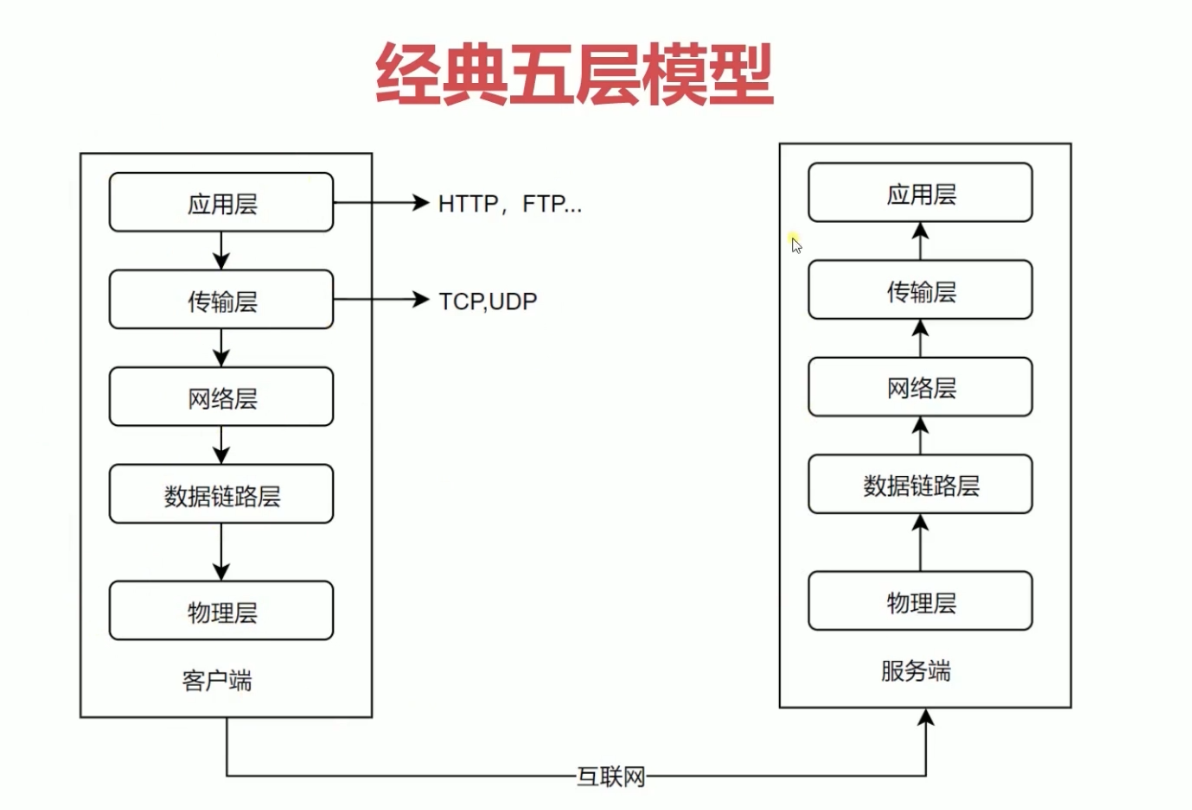 经典五层模型
应用层
HTTP，FTP...
传输层
TCP,UDP
网络层
数据链路层
物理层
客户端
应用层
传输层
网络层
数据链路层
物理层
服务端
互联网